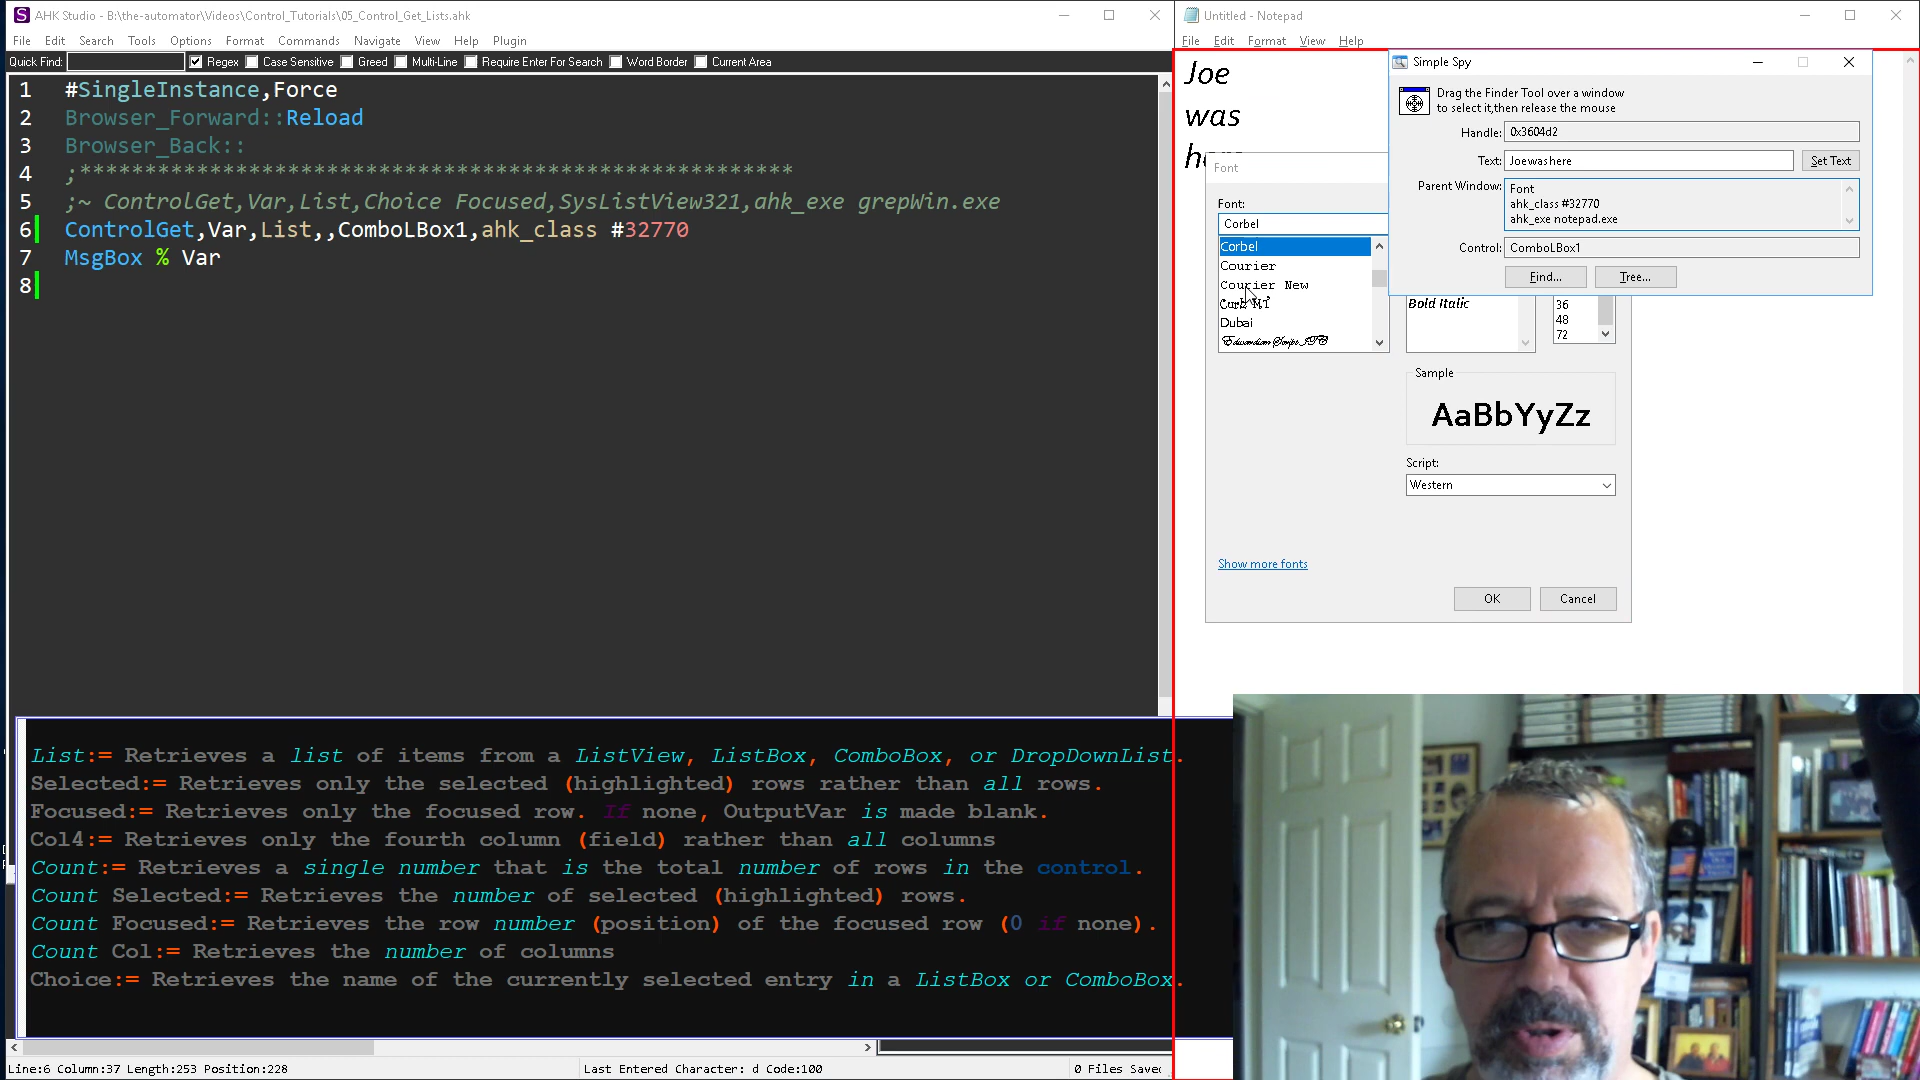 AHK Studio - B:\the-automator\Videos\Control_Tutorials\05_Control_Get_Lists.ahk
File Edit Search Tools Options Format Commands Navigate View Help Plugin
Quick Find: Regex Case Sensitive Greed Multi-Line Require Enter For Search Word Border Current Area
1 #SingleInstance,Force
2 Browser_Forward::Reload
3 Browser_Back::
4 ;*******************************************************
5 ;~ ControlGet,Var,List,Choice Focused,SysListView321,ahk_exe grepWin.exe
6 ControlGet,Var,List,,ComboLBox1,ahk_class #32770
7 MsgBox % Var
8
List:= Retrieves a list of items from a ListView, ListBox, ComboBox, or DropDownList.
Selected:= Retrieves only the selected (highlighted) rows rather than all rows.
Focused:= Retrieves only the focused row. If none, OutputVar is made blank.
Col4:= Retrieves only the fourth column (field) rather than all columns
Count:= Retrieves a single number that is the total number of rows in the control.
Count Selected:= Retrieves the number of selected (highlighted) rows.
Count Focused:= Retrieves the row number (position) of the focused row (0 if none).
Count Col:= Retrieves the number of columns
Choice:= Retrieves the name of the currently selected entry in a ListBox or ComboBox.
Line:6 Column:37 Length:253 Position:228
Last Entered Character: d Code:100
0 Files Saved
Untitled - Notepad
File Edit Format View Help
Joe
was
Simple Spy
Drag the Finder Tool over a window
to select it,then release the mouse
Handle: 0x3604d2
Text: Joewashere Set Text
Parent Window: Font
ahk_class #32770
ahk_exe notepad.exe
Control: ComboLBox1
Find... Tree...
Font
Font:
Corbel
Corbel
Courier
Courier New
Curlz MT
Dubai
Edwardian Script ITC
Bold Italic
36
48
72
Sample
AaBbYyZz
Script:
Western
Show more fonts
OK Cancel